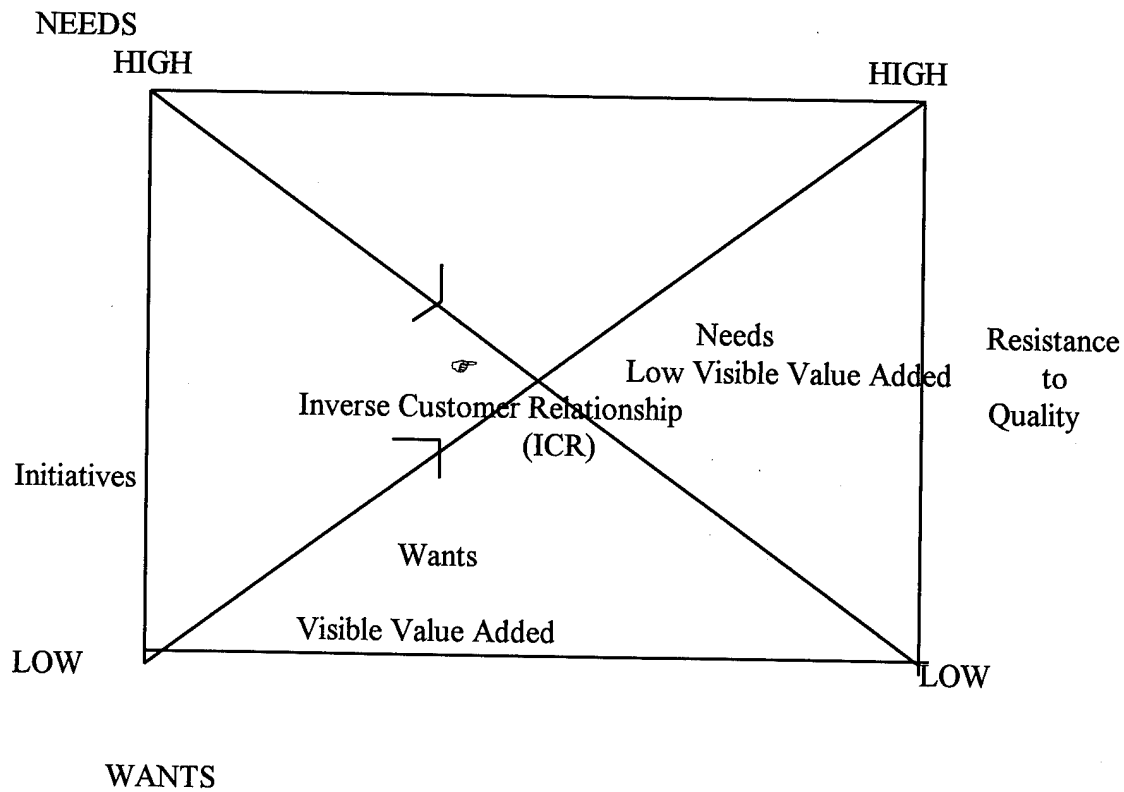 NEEDS
HIGH
HIGH
Needs
Low Visible Value Added
Resistance
to
Quality
Inverse Customer Relationship
(ICR)
Initiatives
Wants
Visible Value Added
LOW
LOW
WANTS